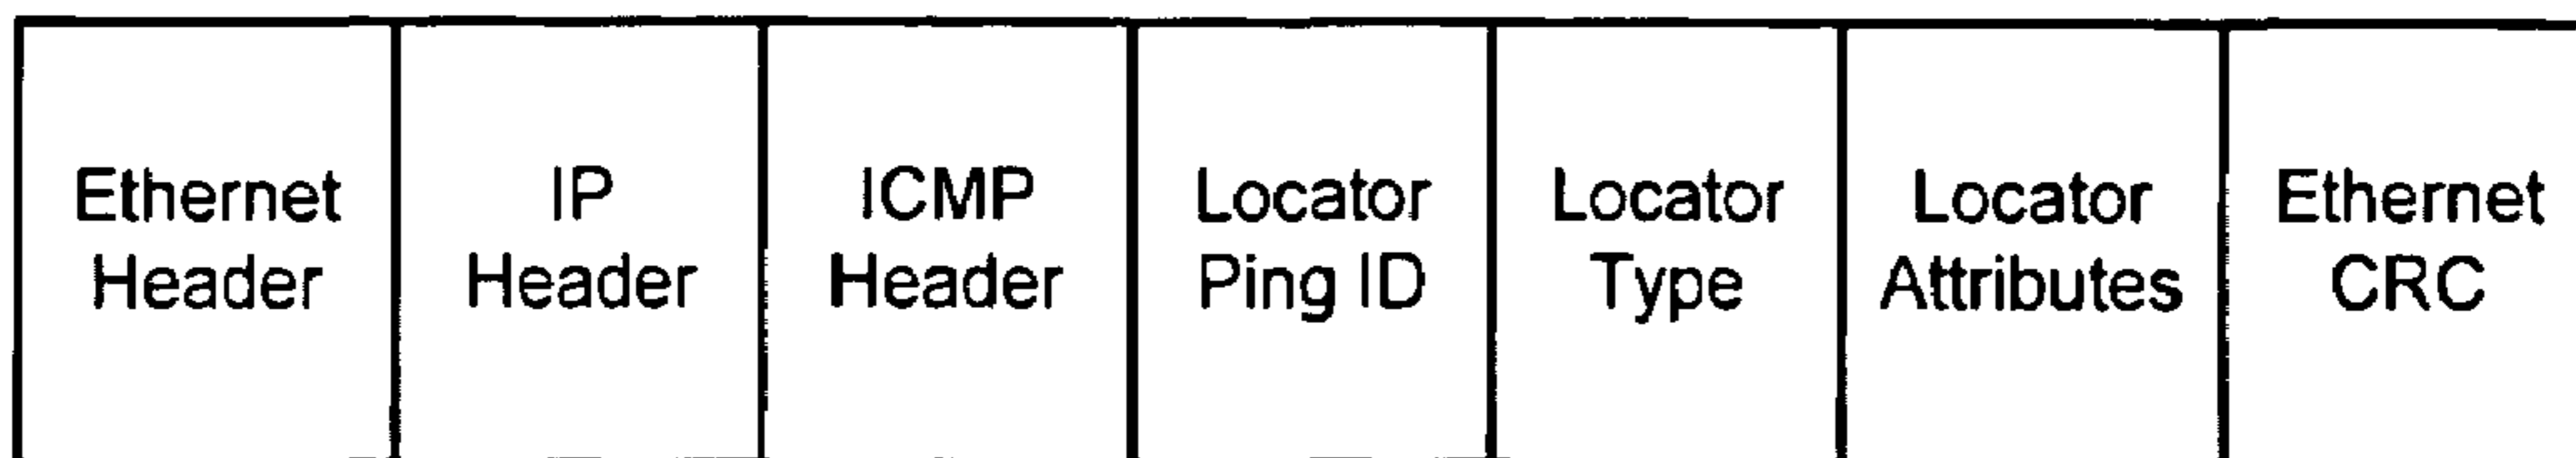 Ethernet
Header
IP
Header
ICMP
Header
Locator
Ping ID
Locator
Type
Locator
Attributes
Ethernet
CRC